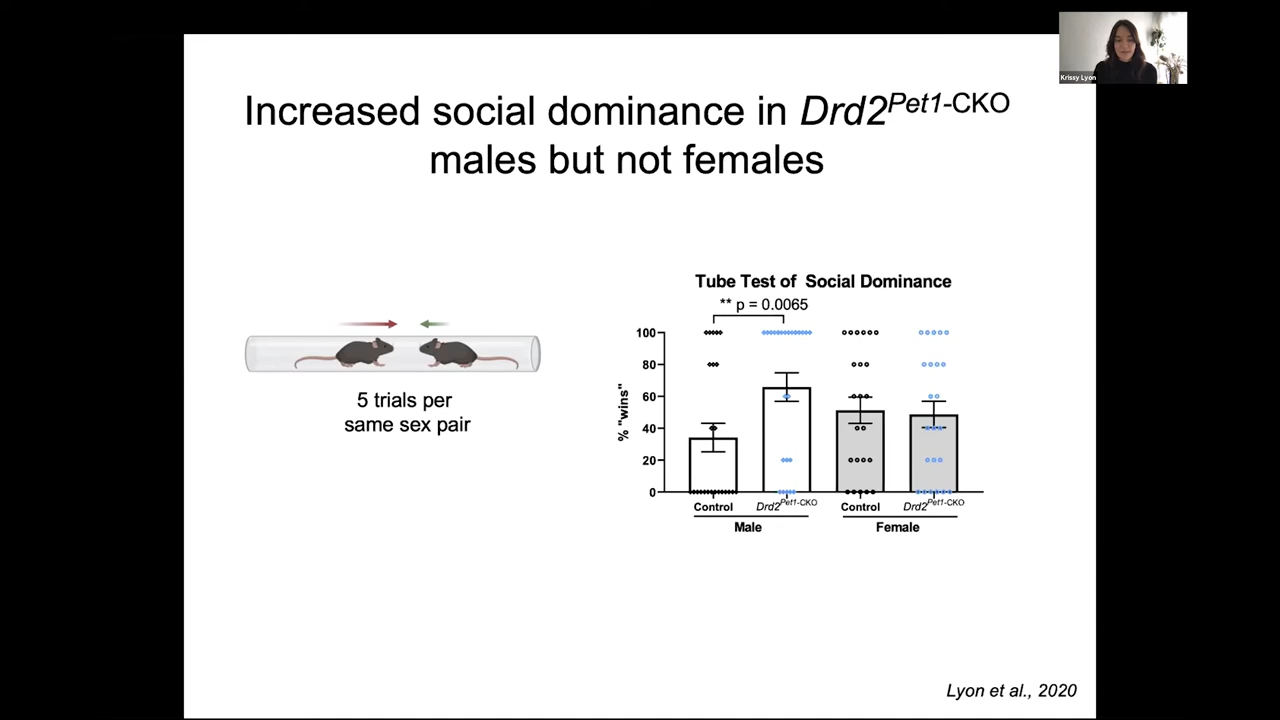 Krissy Lyon
Increased social dominance in Drd2Pet1-CKO
males but not females
Tube Test of Social Dominance
** p = 0.0065
5 trials per
same sex pair
% "wins"
100
80
60
40
20
0
Control Drd2Pet1-CKO Control Drd2Pet1-CKO
Male Female
Lyon et al., 2020